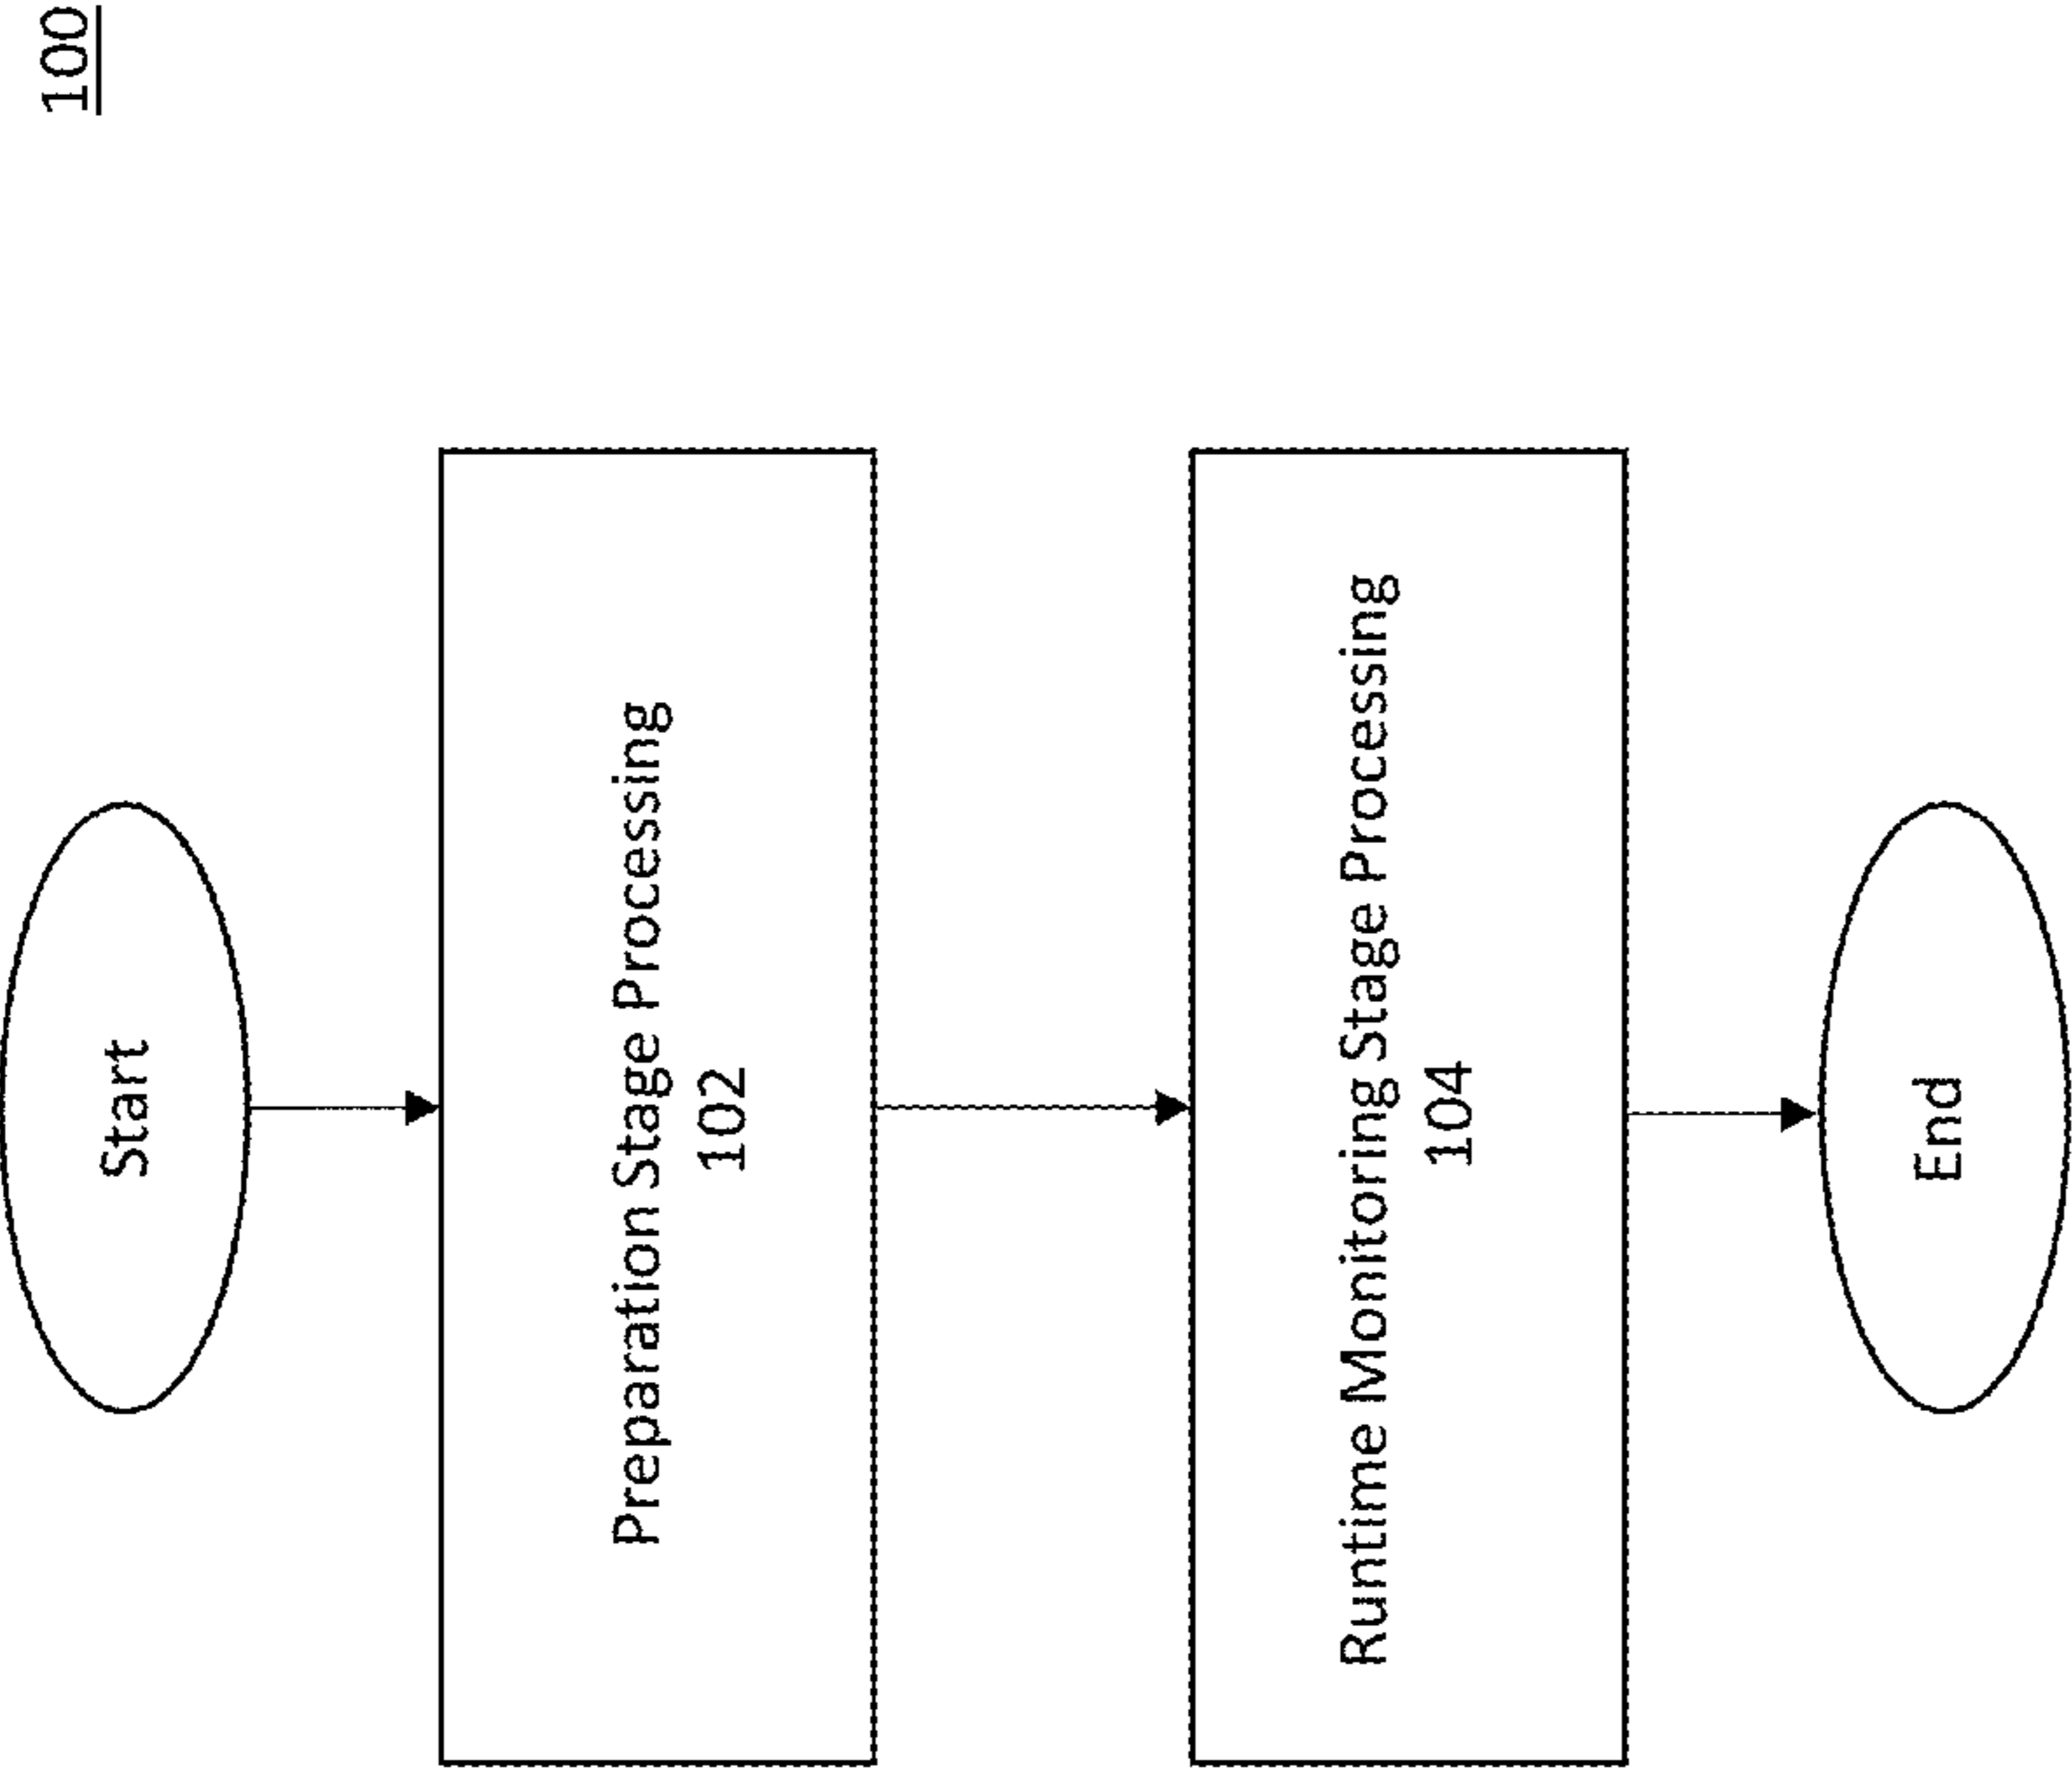 100
Start
Preparation Stage Processing
102
Runtime Monitoring Stage Processing
104
End